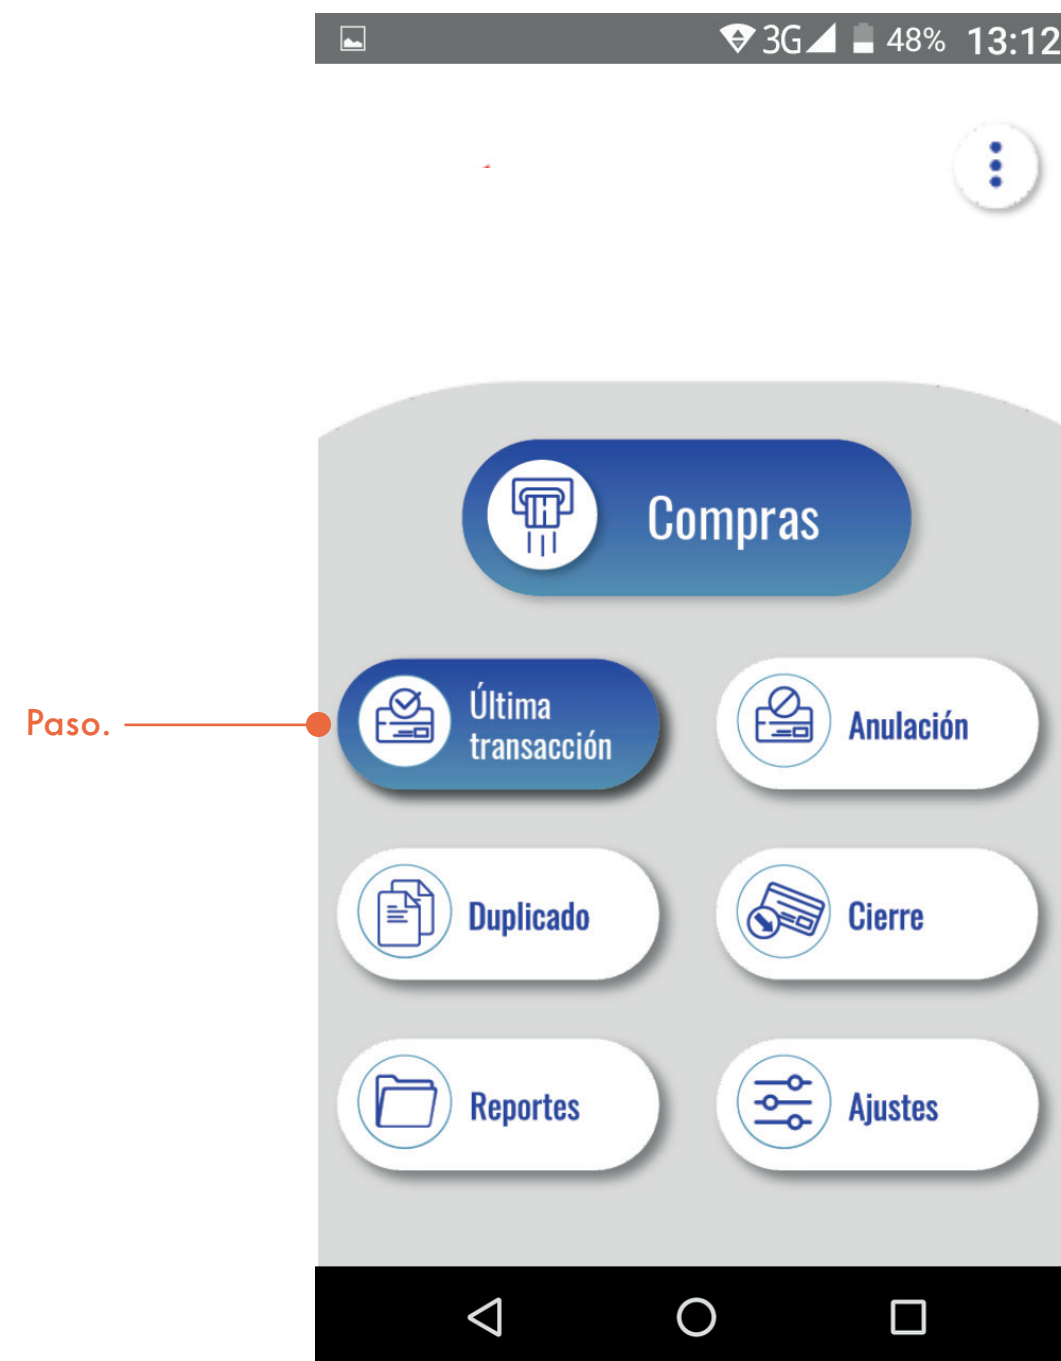 3G 48% 13:12
Compras
Paso.
Última
transacción
Anulación
Duplicado
Cierre
Reportes
Ajustes